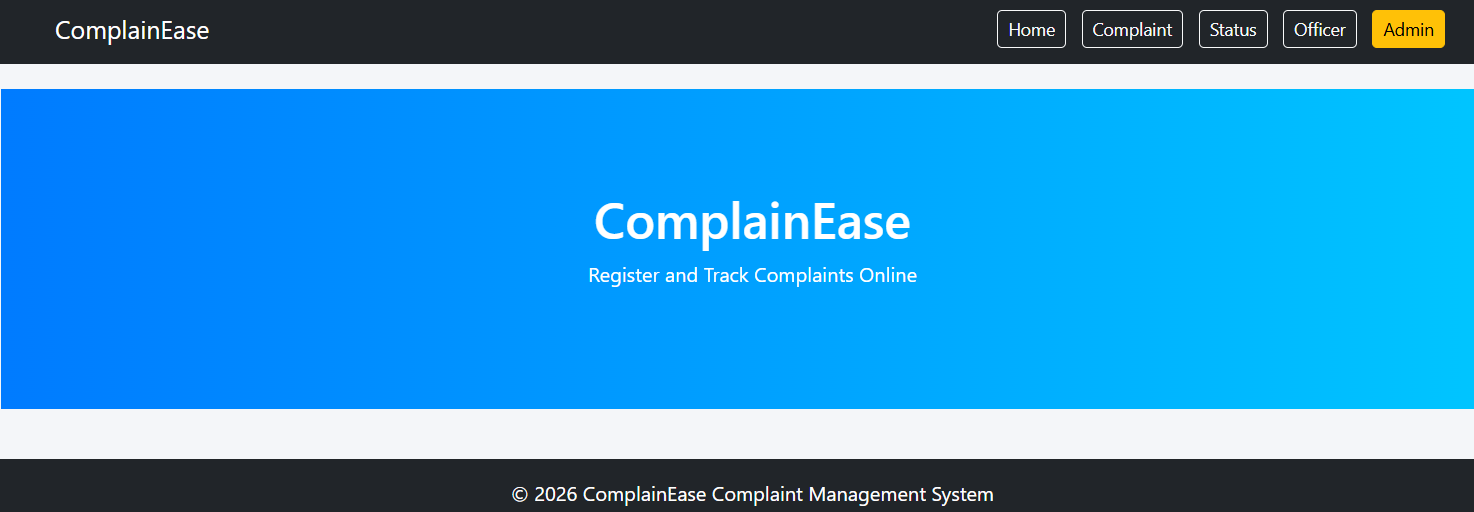 ComplainEase Home Complaint Status Officer Admin
ComplainEase
Register and Track Complaints Online
© 2026 ComplainEase Complaint Management System